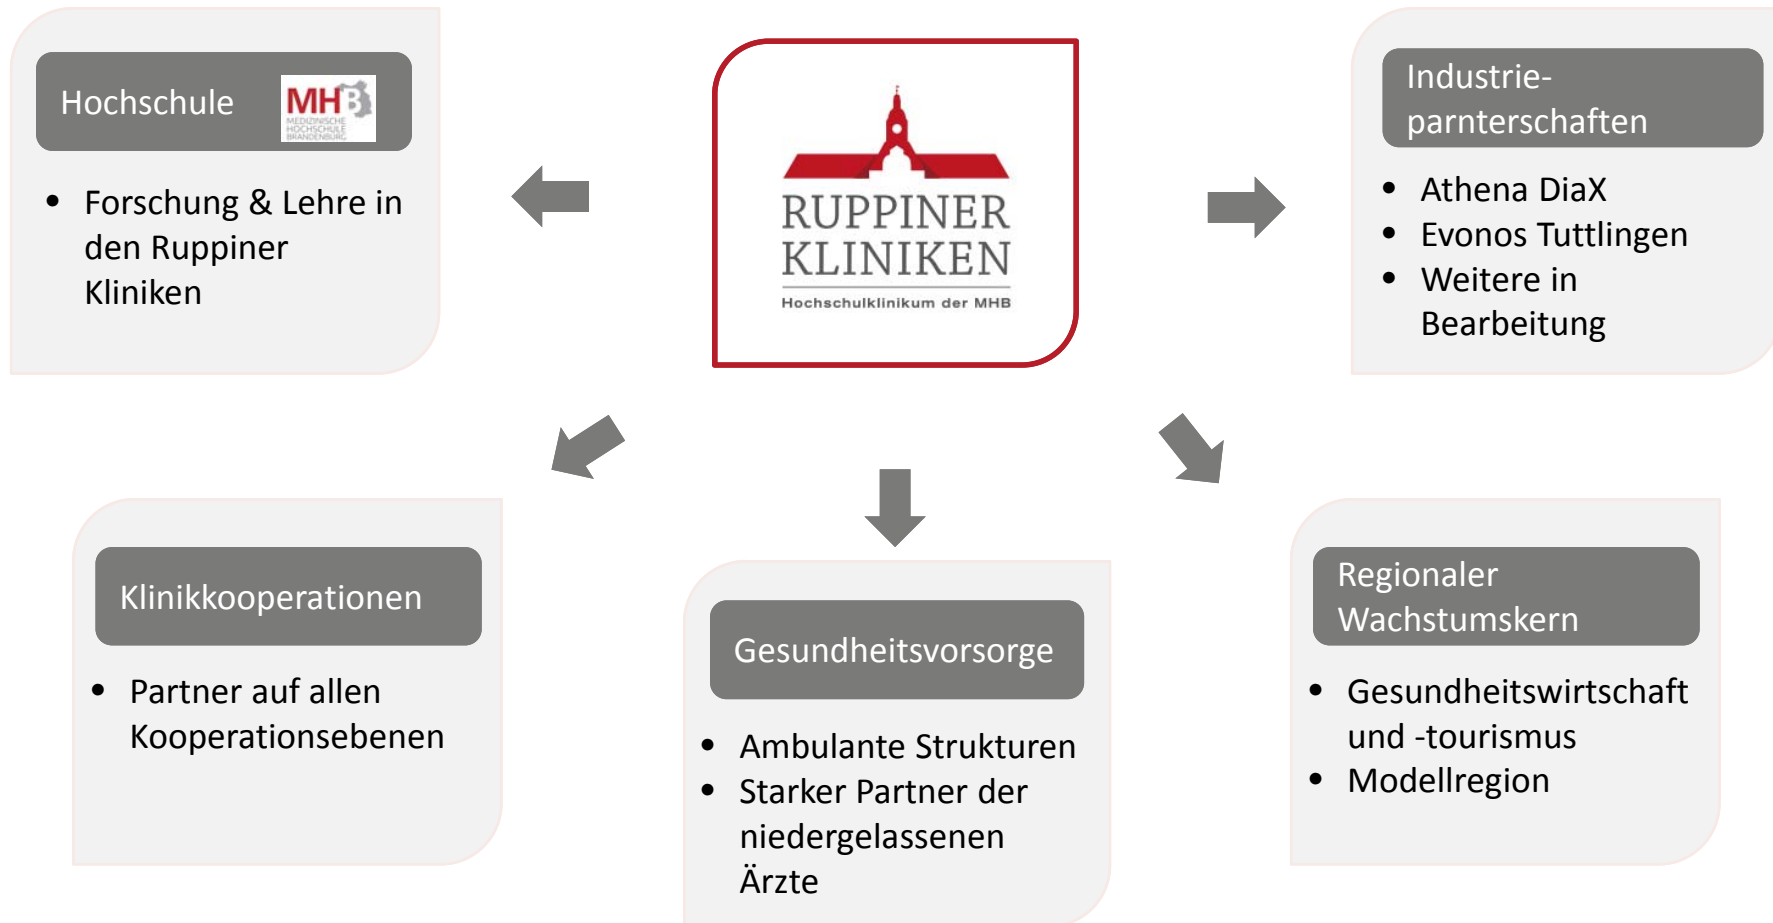 Hochschule
MHB
MEDIZINISCHE
HOCHSCHULE
BRANDENBURG
• Forschung & Lehre in
den Ruppiner
Kliniken
RUPPINER
KLINIKEN
Hochschulklinikum der MHB
Industrie-
parnterschaften
• Athena DiaX
• Evonos Tuttlingen
• Weitere in
Bearbeitung
Klinikkooperationen
• Partner auf allen
Kooperationsebenen
Gesundheitsvorsorge
• Ambulante Strukturen
• Starker Partner der
niedergelassenen
Ärzte
Regionaler
Wachstumskern
• Gesundheitswirtschaft
und -tourismus
• Modellregion